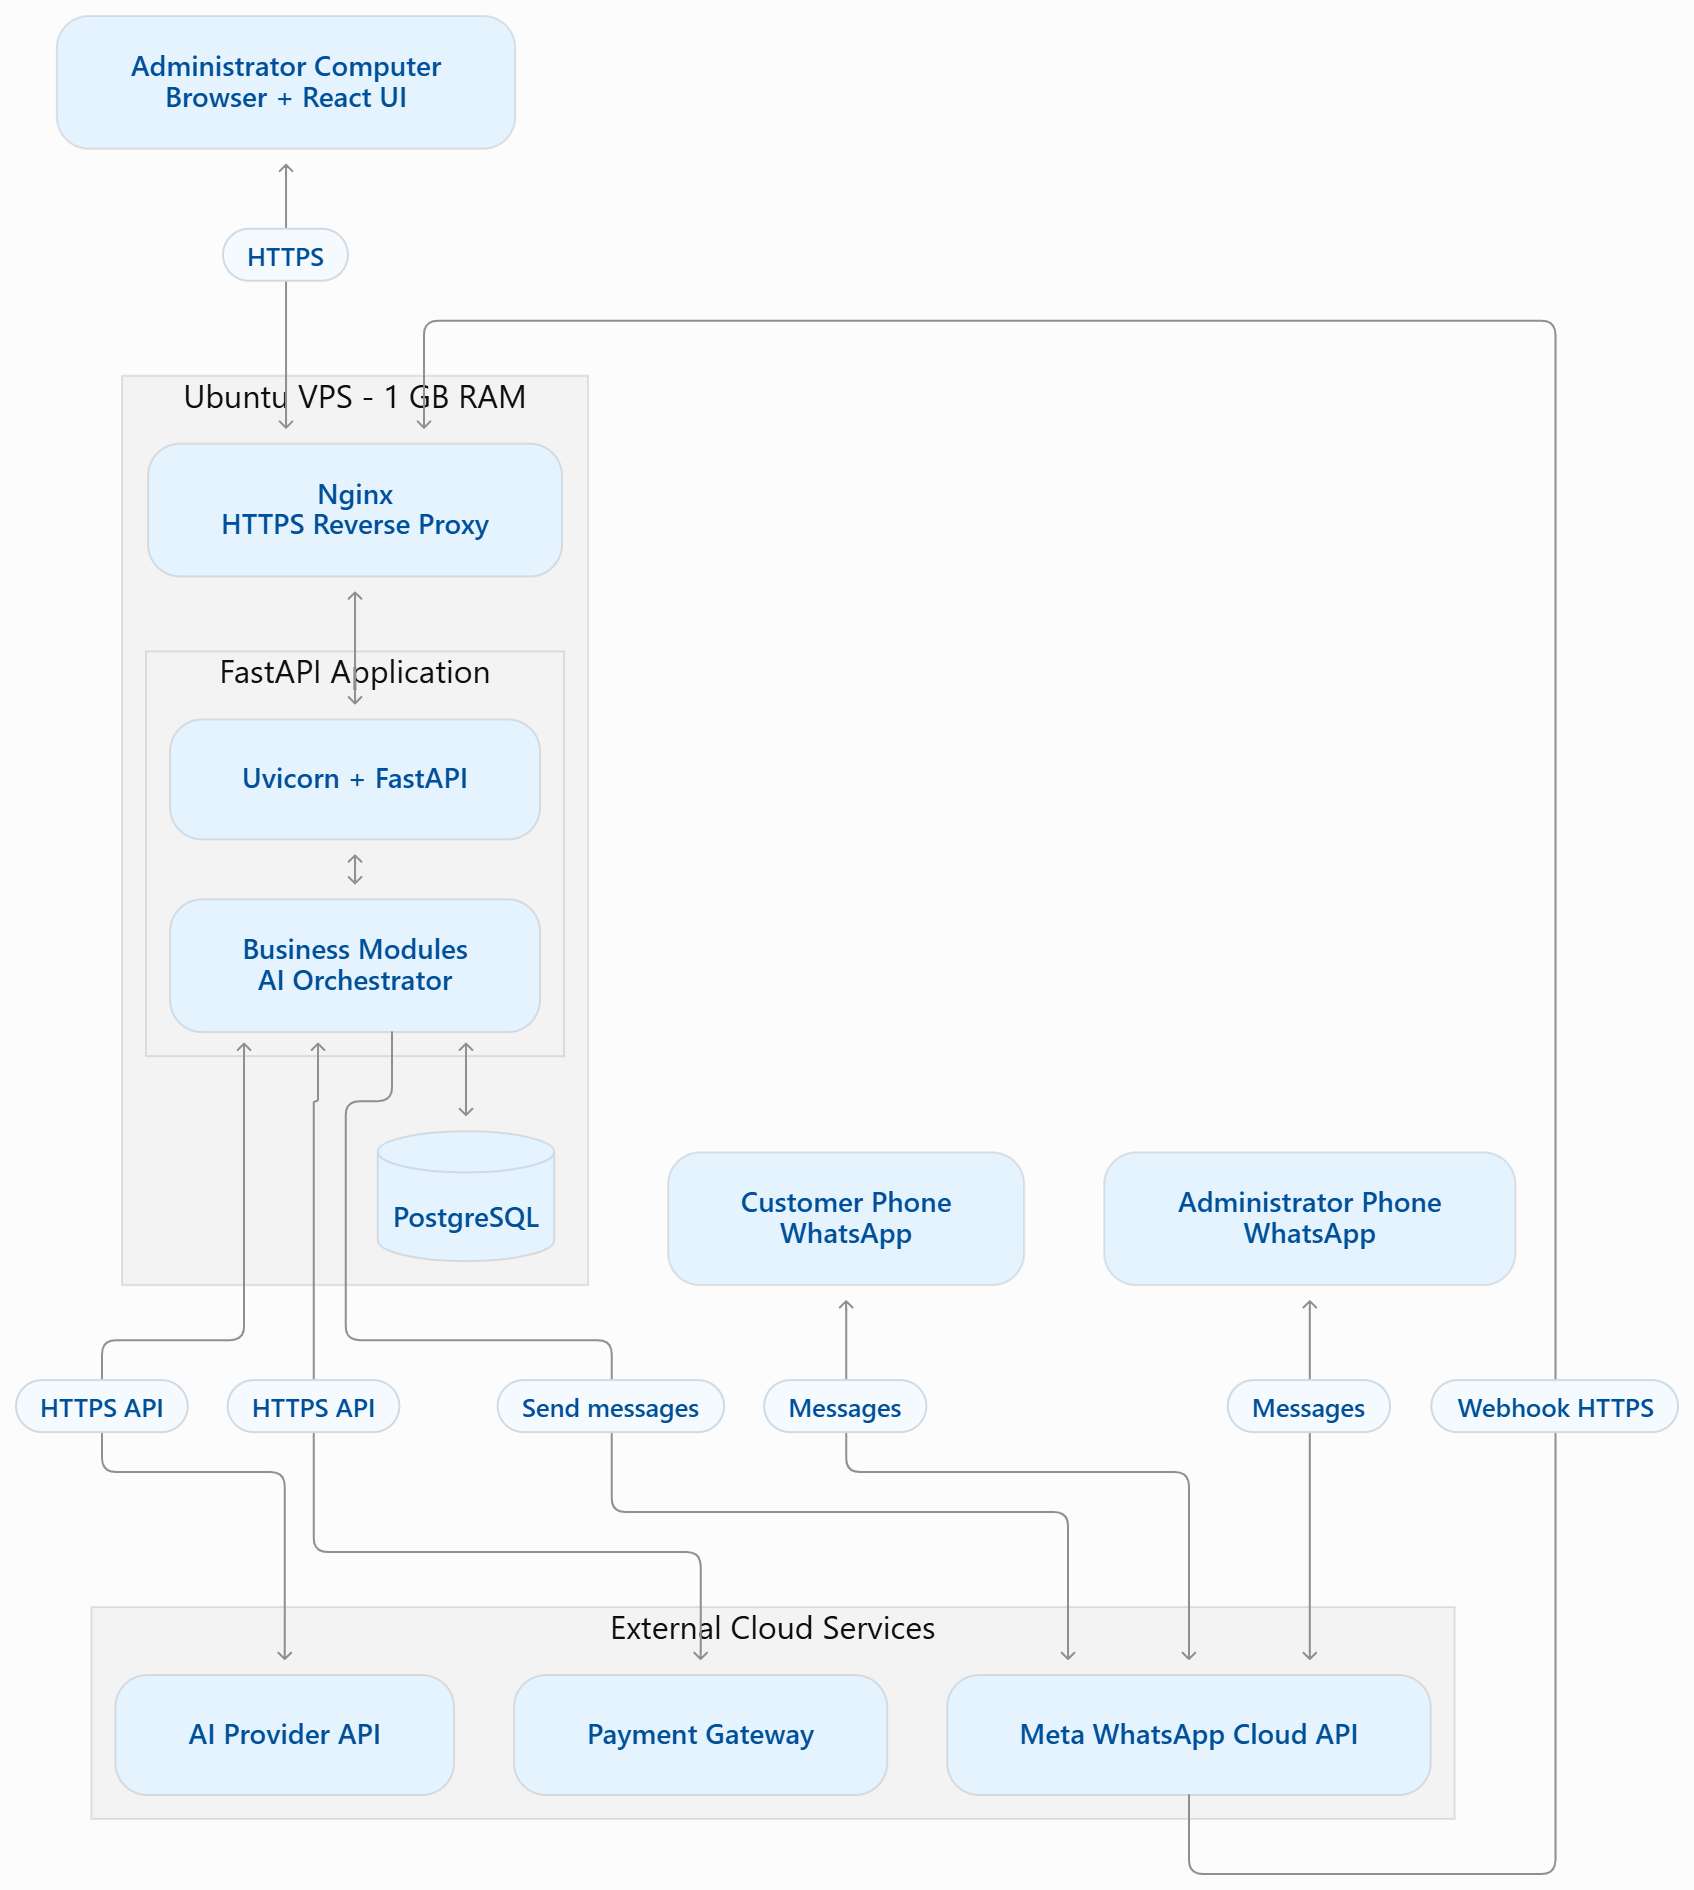 Administrator Computer
Browser + React UI
HTTPS
Ubuntu VPS - 1 GB RAM
Nginx
HTTPS Reverse Proxy
FastAPI Application
Uvicorn + FastAPI
Business Modules
AI Orchestrator
PostgreSQL
Customer Phone
WhatsApp
Administrator Phone
WhatsApp
HTTPS API
HTTPS API
Send messages
Messages
Messages
Webhook HTTPS
External Cloud Services
AI Provider API
Payment Gateway
Meta WhatsApp Cloud API